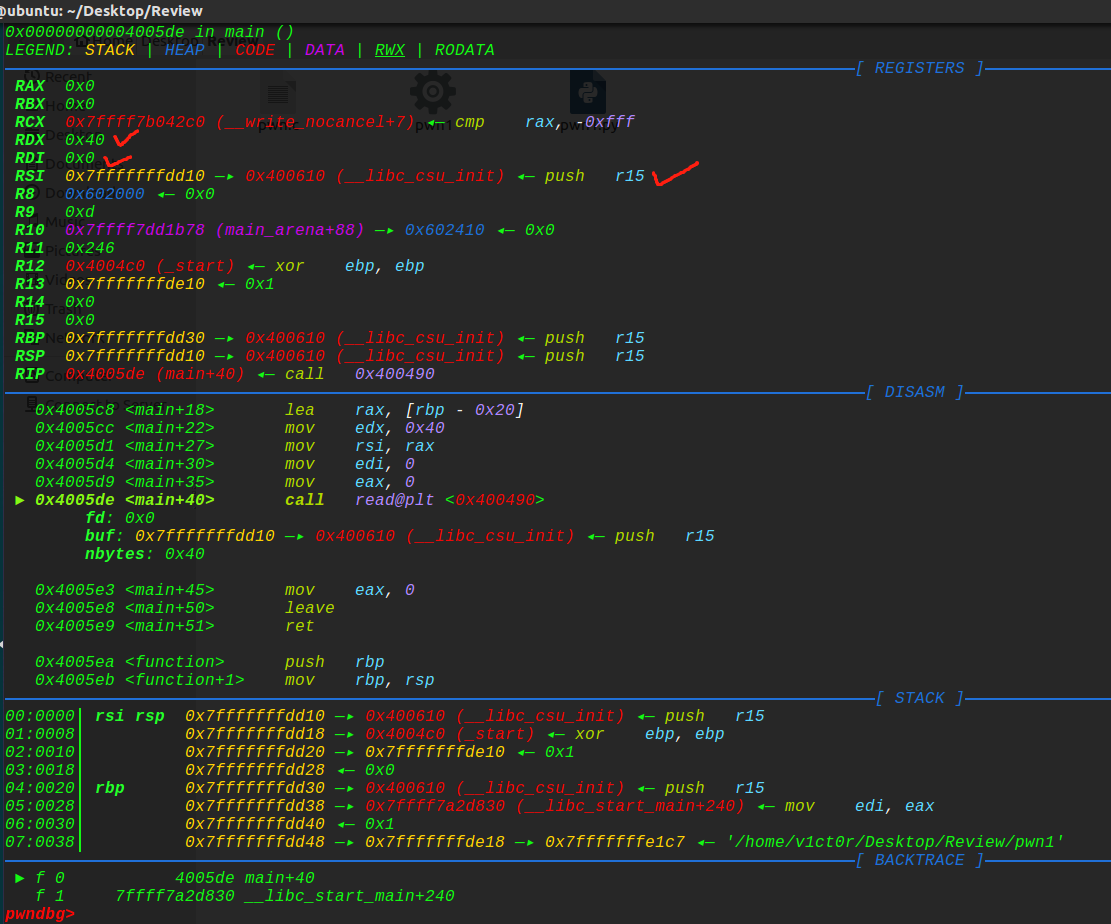 @ubuntu: ~/Desktop/Review
0x00000000004005de in main ()
LEGEND: STACK | HEAP | CODE | DATA | RWX | RODATA
[ REGISTERS ]
RAX  0x0
RBX  0x0
RCX  0x7ffff7b042c0 (__write_nocancel+7) ◂— cmp    rax, -0xfff
RDX  0x40
RDI  0x0
RSI  0x7fffffffdd10 —▸ 0x400610 (__libc_csu_init) ◂— push   r15
R8   0x602000 ◂— 0x0
R9   0xd
R10  0x7ffff7dd1b78 (main_arena+88) —▸ 0x602410 ◂— 0x0
R11  0x246
R12  0x4004c0 (_start) ◂— xor    ebp, ebp
R13  0x7fffffffde10 ◂— 0x1
R14  0x0
R15  0x0
RBP  0x7fffffffdd30 —▸ 0x400610 (__libc_csu_init) ◂— push   r15
RSP  0x7fffffffdd10 —▸ 0x400610 (__libc_csu_init) ◂— push   r15
RIP  0x4005de (main+40) ◂— call   0x400490
[ DISASM ]
0x4005c8 <main+18>       lea    rax, [rbp - 0x20]
0x4005cc <main+22>       mov    edx, 0x40
0x4005d1 <main+27>       mov    rsi, rax
0x4005d4 <main+30>       mov    edi, 0
0x4005d9 <main+35>       mov    eax, 0
► 0x4005de <main+40>       call   read@plt <0x400490>
fd: 0x0
buf: 0x7fffffffdd10 —▸ 0x400610 (__libc_csu_init) ◂— push   r15
nbytes: 0x40
0x4005e3 <main+45>       mov    eax, 0
0x4005e8 <main+50>       leave
0x4005e9 <main+51>       ret
0x4005ea <function>      push   rbp
0x4005eb <function+1>    mov    rbp, rsp
[ STACK ]
00:0000│ rsi rsp  0x7fffffffdd10 —▸ 0x400610 (__libc_csu_init) ◂— push   r15
01:0008│          0x7fffffffdd18 —▸ 0x4004c0 (_start) ◂— xor    ebp, ebp
02:0010│          0x7fffffffdd20 —▸ 0x7fffffffde10 ◂— 0x1
03:0018│          0x7fffffffdd28 ◂— 0x0
04:0020│ rbp      0x7fffffffdd30 —▸ 0x400610 (__libc_csu_init) ◂— push   r15
05:0028│          0x7fffffffdd38 —▸ 0x7ffff7a2d830 (__libc_start_main+240) ◂— mov    edi, eax
06:0030│          0x7fffffffdd40 ◂— 0x1
07:0038│          0x7fffffffdd48 —▸ 0x7fffffffde18 —▸ 0x7fffffffe1c7 ◂— '/home/v1ct0r/Desktop/Review/pwn1'
[ BACKTRACE ]
► f 0           4005de main+40
f 1     7ffff7a2d830 __libc_start_main+240
pwndbg>